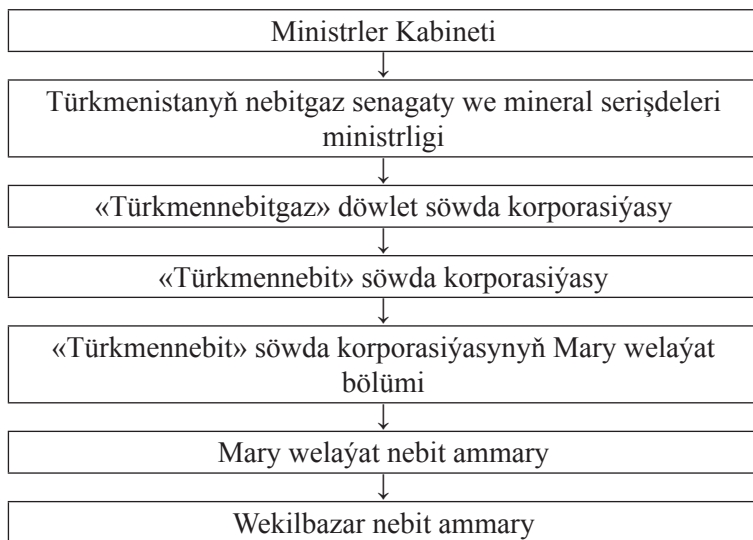 Ministrler Kabineti
Türkmenistanyň nebitgaz senagaty we mineral serişdeleri
ministrligi
«Türkmennebitgaz» döwlet söwda korporasiýasy
«Türkmennebit» söwda korporasiýasy
«Türkmennebit» söwda korporasiýasynyň Mary welaýat
bölümi
Mary welaýat nebit ammary
Wekilbazar nebit ammary